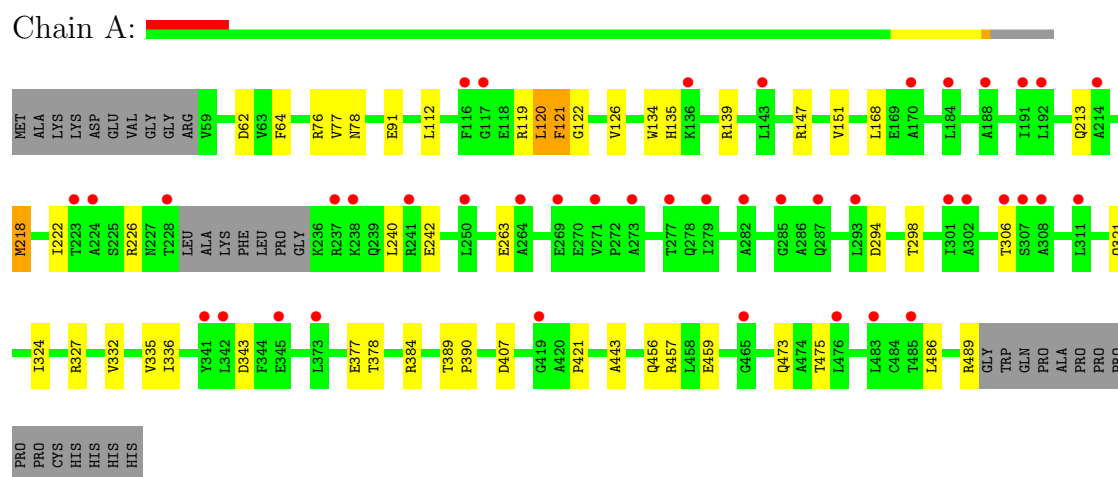 Chain A:
MET ALA LYS LYS ASP GLU VAL GLY GLY ARG V59 D62 V63 F64 R76 V77 N78 E91 L112 F116 G117 E118 R119 L120 F121 G122 V126 W134 H135 K136 R139 L143 R147 V151 L168 E169 A170 L184 A188 I191 L192 Q213 A214
M218 I222 T223 A224 S225 R226 N227 T228 LEU ALA LYS PHE LEU PRO GLY K236 R237 K238 Q239 L240 R241 E242 L250 E263 A264 E269 E270 V271 P272 A273 T277 Q278 I279 A282 G285 A286 Q287 L293 D294 T298 I301 A302 T306 S307 A308 L311 Q321
I324 R327 V332 V335 I336 Y341 L342 D343 F344 E345 L373 E377 T378 R384 T389 P390 D407 G419 A420 P421 A443 Q456 R457 L458 E459 G465 Q473 A474 T475 L476 L483 C484 T485 L486 R489 GLY TRP GLN PRO ALA PRO PRO PRO
PRO PRO CYS HIS HIS HIS HIS